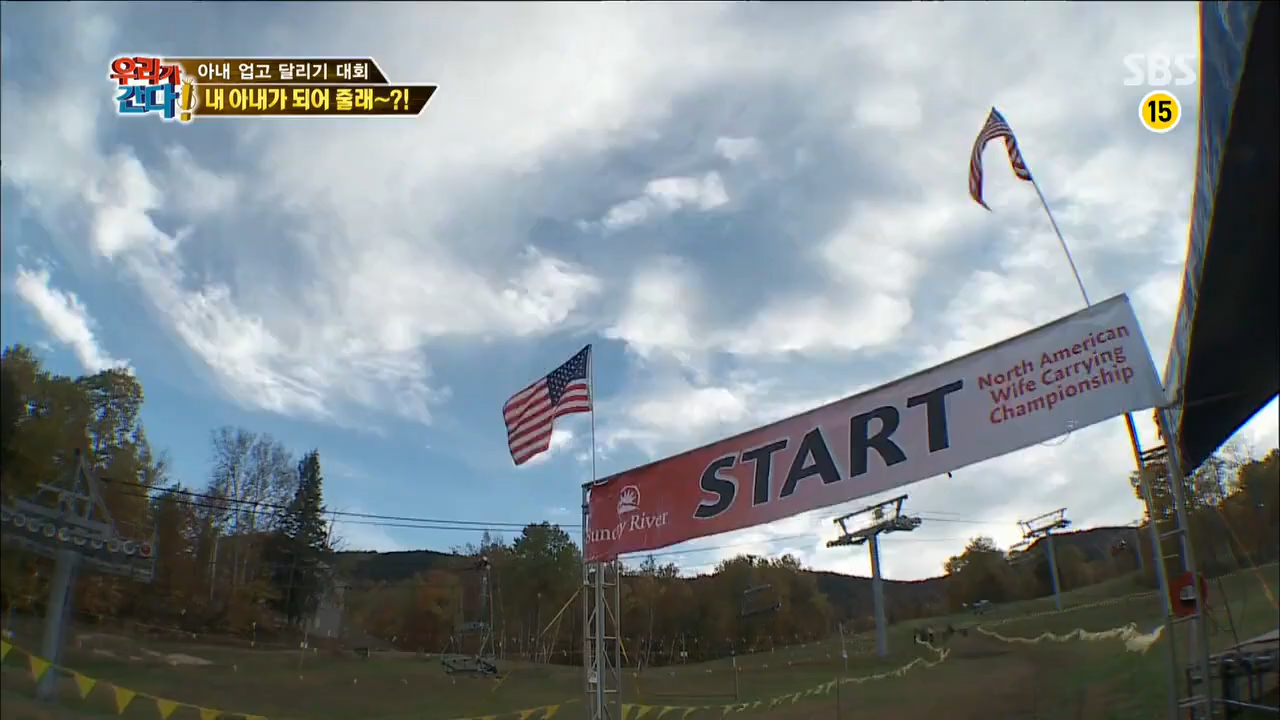 우리가
간다!
아내 업고 달리기 대회
내 아내가 되어 줄래~?!
SBS
15
Sunday River
START
North American
Wife Carrying
Championship